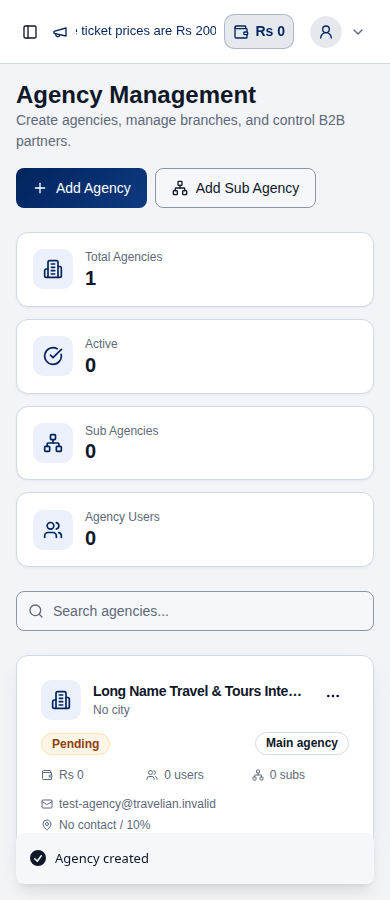 ticket prices are Rs 200
Rs 0
Agency Management
Create agencies, manage branches, and control B2B
partners.
Add Agency
Add Sub Agency
Total Agencies
1
Active
0
Sub Agencies
0
Agency Users
0
Search agencies...
Long Name Travel & Tours Inte...
No city
Pending
Main agency
Rs 0
0 users
0 subs
test-agency@travelian.invalid
No contact / 10%
Agency created